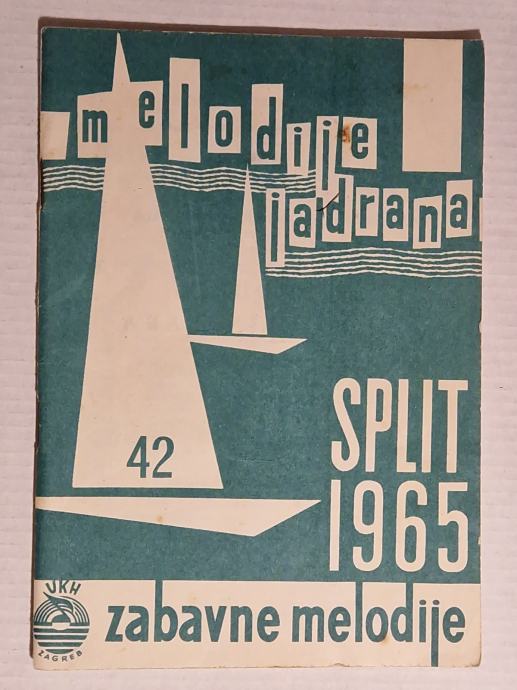 melodije
jadrana
42
SPLIT
1965
UKH
ZAGREB
zabavne melodije